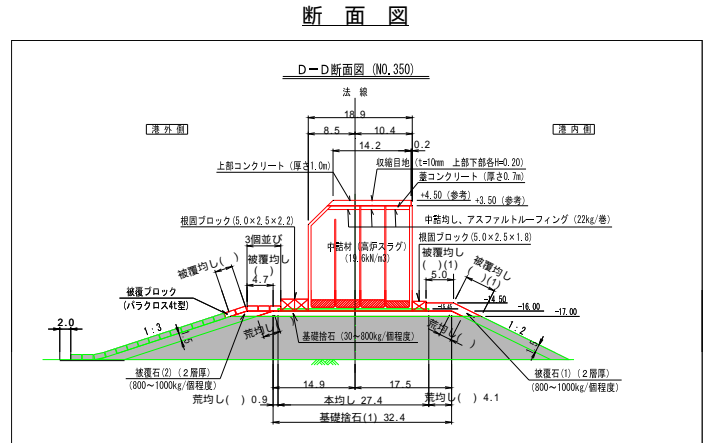 断面図
D-D断面図 (NO.350)
法線
18.9
港外側
8.5
10.4
港内側
14.2
0.2
上部コンクリート (厚さ1.0m)
収縮目地 (t=10mm 上部下部各H=0.20)
蓋コンクリート (厚さ0.7m)
+4.50 (参考)
+3.50 (参考)
中詰均し、アスファルトルーフィング (22kg/巻)
根固ブロック(5.0×2.5×2.2)
根固ブロック(5.0×2.5×1.8)
3個並び
中詰材 (高炉スラグ)
(19.6kN/m3)
被覆均し( )
被覆均し
( )
4.7
被覆均し
( )(1)
5.0
被覆均し
( )(1)
被覆ブロック
(パラクロス4t型)
-14.50
-16.00
-17.00
2.0
1:3
1.5
荒均し( )
基礎捨石 (30~800kg/個程度)
荒均し( )
1:2
1.5
被覆石(2) (2層厚)
(800~1000kg/個程度)
被覆石(1) (2層厚)
(800~1000kg/個程度)
14.9
17.5
荒均し( ) 0.9
本均し 27.4
荒均し( ) 4.1
基礎捨石(1) 32.4